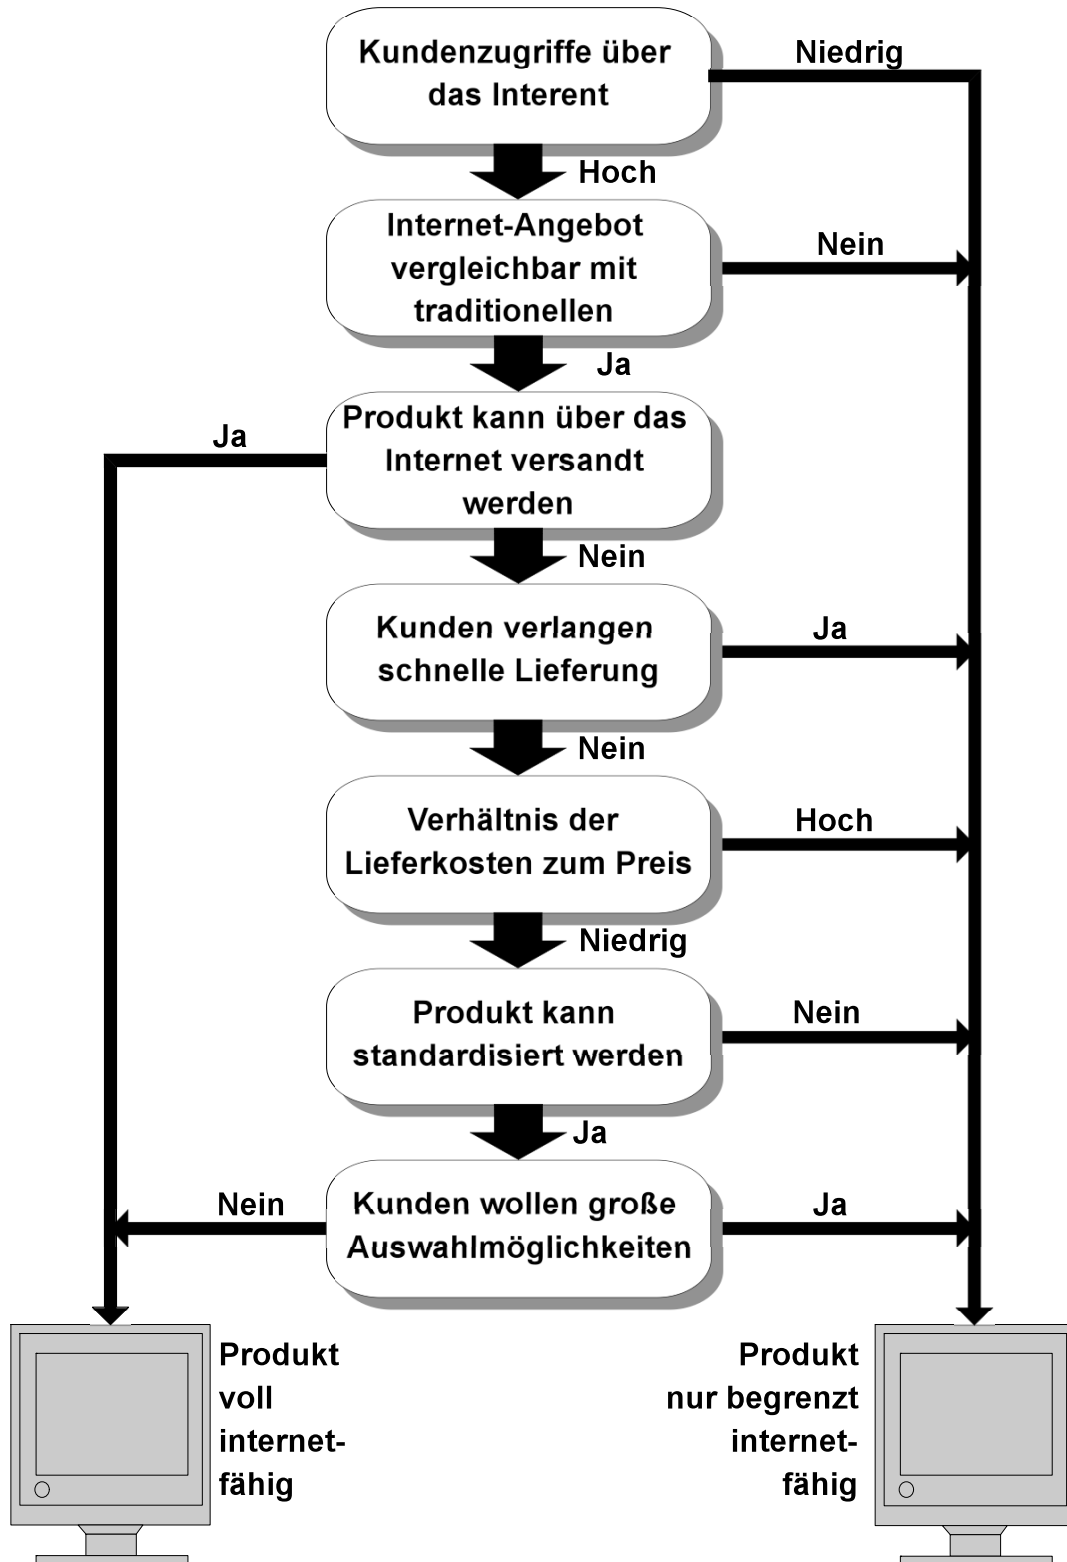 Kundenzugriffe über
das Interent
Niedrig
Hoch
Internet-Angebot
vergleichbar mit
traditionellen
Nein
Ja
Produkt kann über das
Internet versandt
werden
Ja
Nein
Kunden verlangen
schnelle Lieferung
Ja
Nein
Verhältnis der
Lieferkosten zum Preis
Hoch
Niedrig
Produkt kann
standardisiert werden
Nein
Ja
Kunden wollen große
Auswahlmöglichkeiten
Nein
Ja
Produkt
voll
internet-
fähig
Produkt
nur begrenzt
internet-
fähig